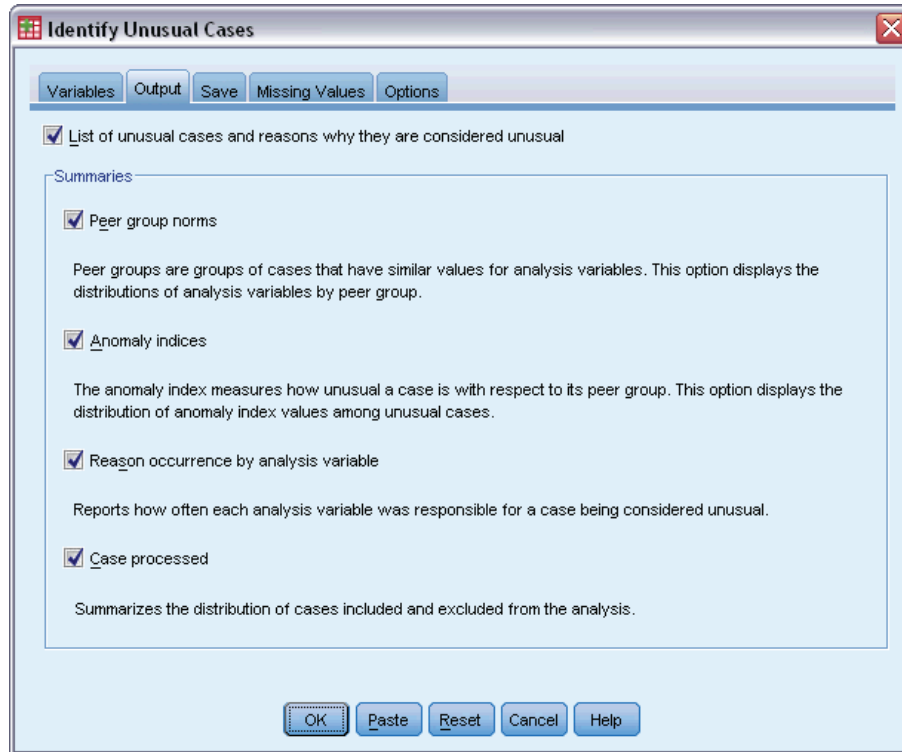 Identify Unusual Cases
Variables Output Save Missing Values Options
List of unusual cases and reasons why they are considered unusual
Summaries
Peer group norms
Peer groups are groups of cases that have similar values for analysis variables. This option displays the
distributions of analysis variables by peer group.
Anomaly indices
The anomaly index measures how unusual a case is with respect to its peer group. This option displays the
distribution of anomaly index values among unusual cases.
Reason occurrence by analysis variable
Reports how often each analysis variable was responsible for a case being considered unusual.
Case processed
Summarizes the distribution of cases included and excluded from the analysis.
OK Paste Reset Cancel Help